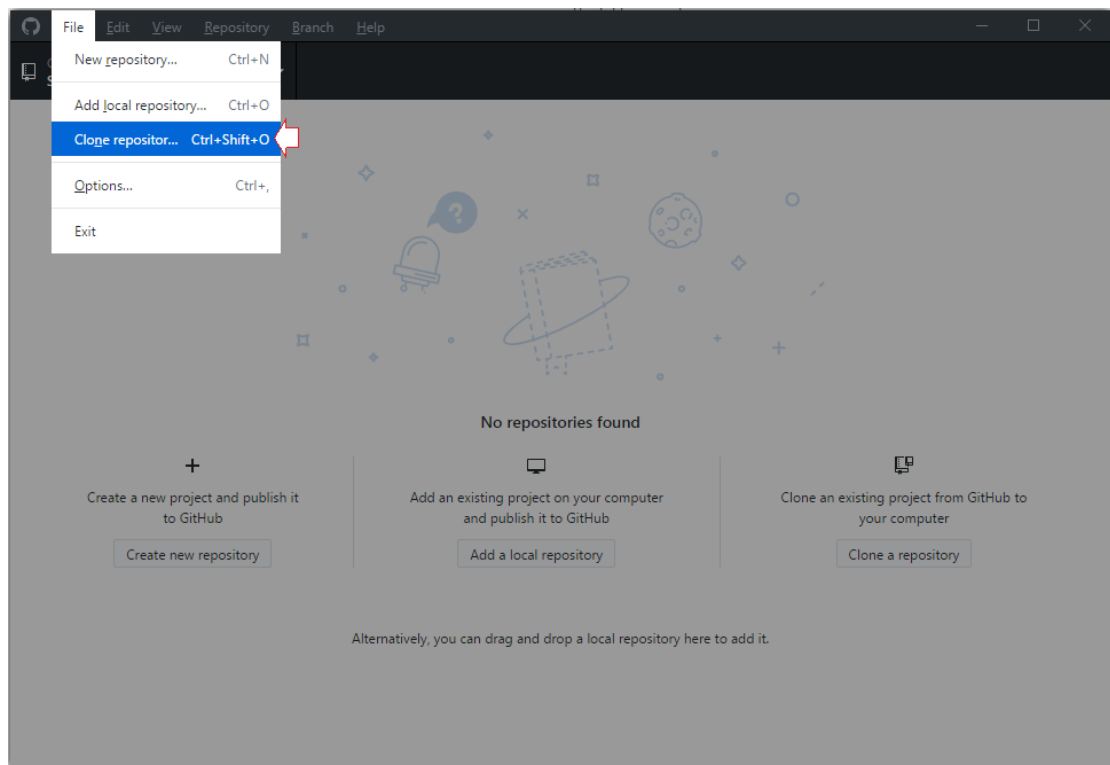 File Edit View Repository Branch Help
New repository... Ctrl+N
Add local repository... Ctrl+O
Clone repositor... Ctrl+Shift+O
Options... Ctrl+,
Exit
?
No repositories found
Create a new project and publish it
to GitHub
Create new repository
Add an existing project on your computer
and publish it to GitHub
Add a local repository
Clone an existing project from GitHub to
your computer
Clone a repository
Alternatively, you can drag and drop a local repository here to add it.